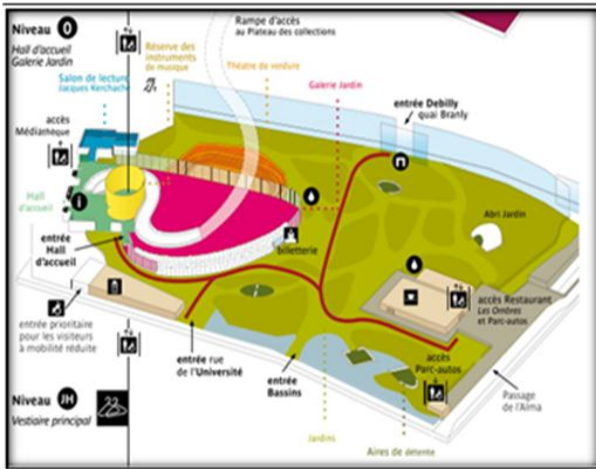 Niveau 0
Hall d'accueil
Galerie Jardin
Rampe d'accès
au Plateau des collections
Réserve des
instruments
de musique
Théâtre de verdure
Salon de lecture
Jacques Kerchache
Galerie Jardin
entrée Debilly
quai Branly
accès
Médiathèque
Hall
d'accueil
i
entrée
Hall
d'accueil
billetterie
Abri Jardin
entrée prioritaire
pour les visiteurs
à mobilité réduite
entrée rue
de l'Université
entrée
Bassins
accès Restaurant
Les Ombres
et Parc-autos
accès
Parc-autos
Passage
de l'Alma
Niveau JH
Vestiaire principal
Jardins
Aires de détente